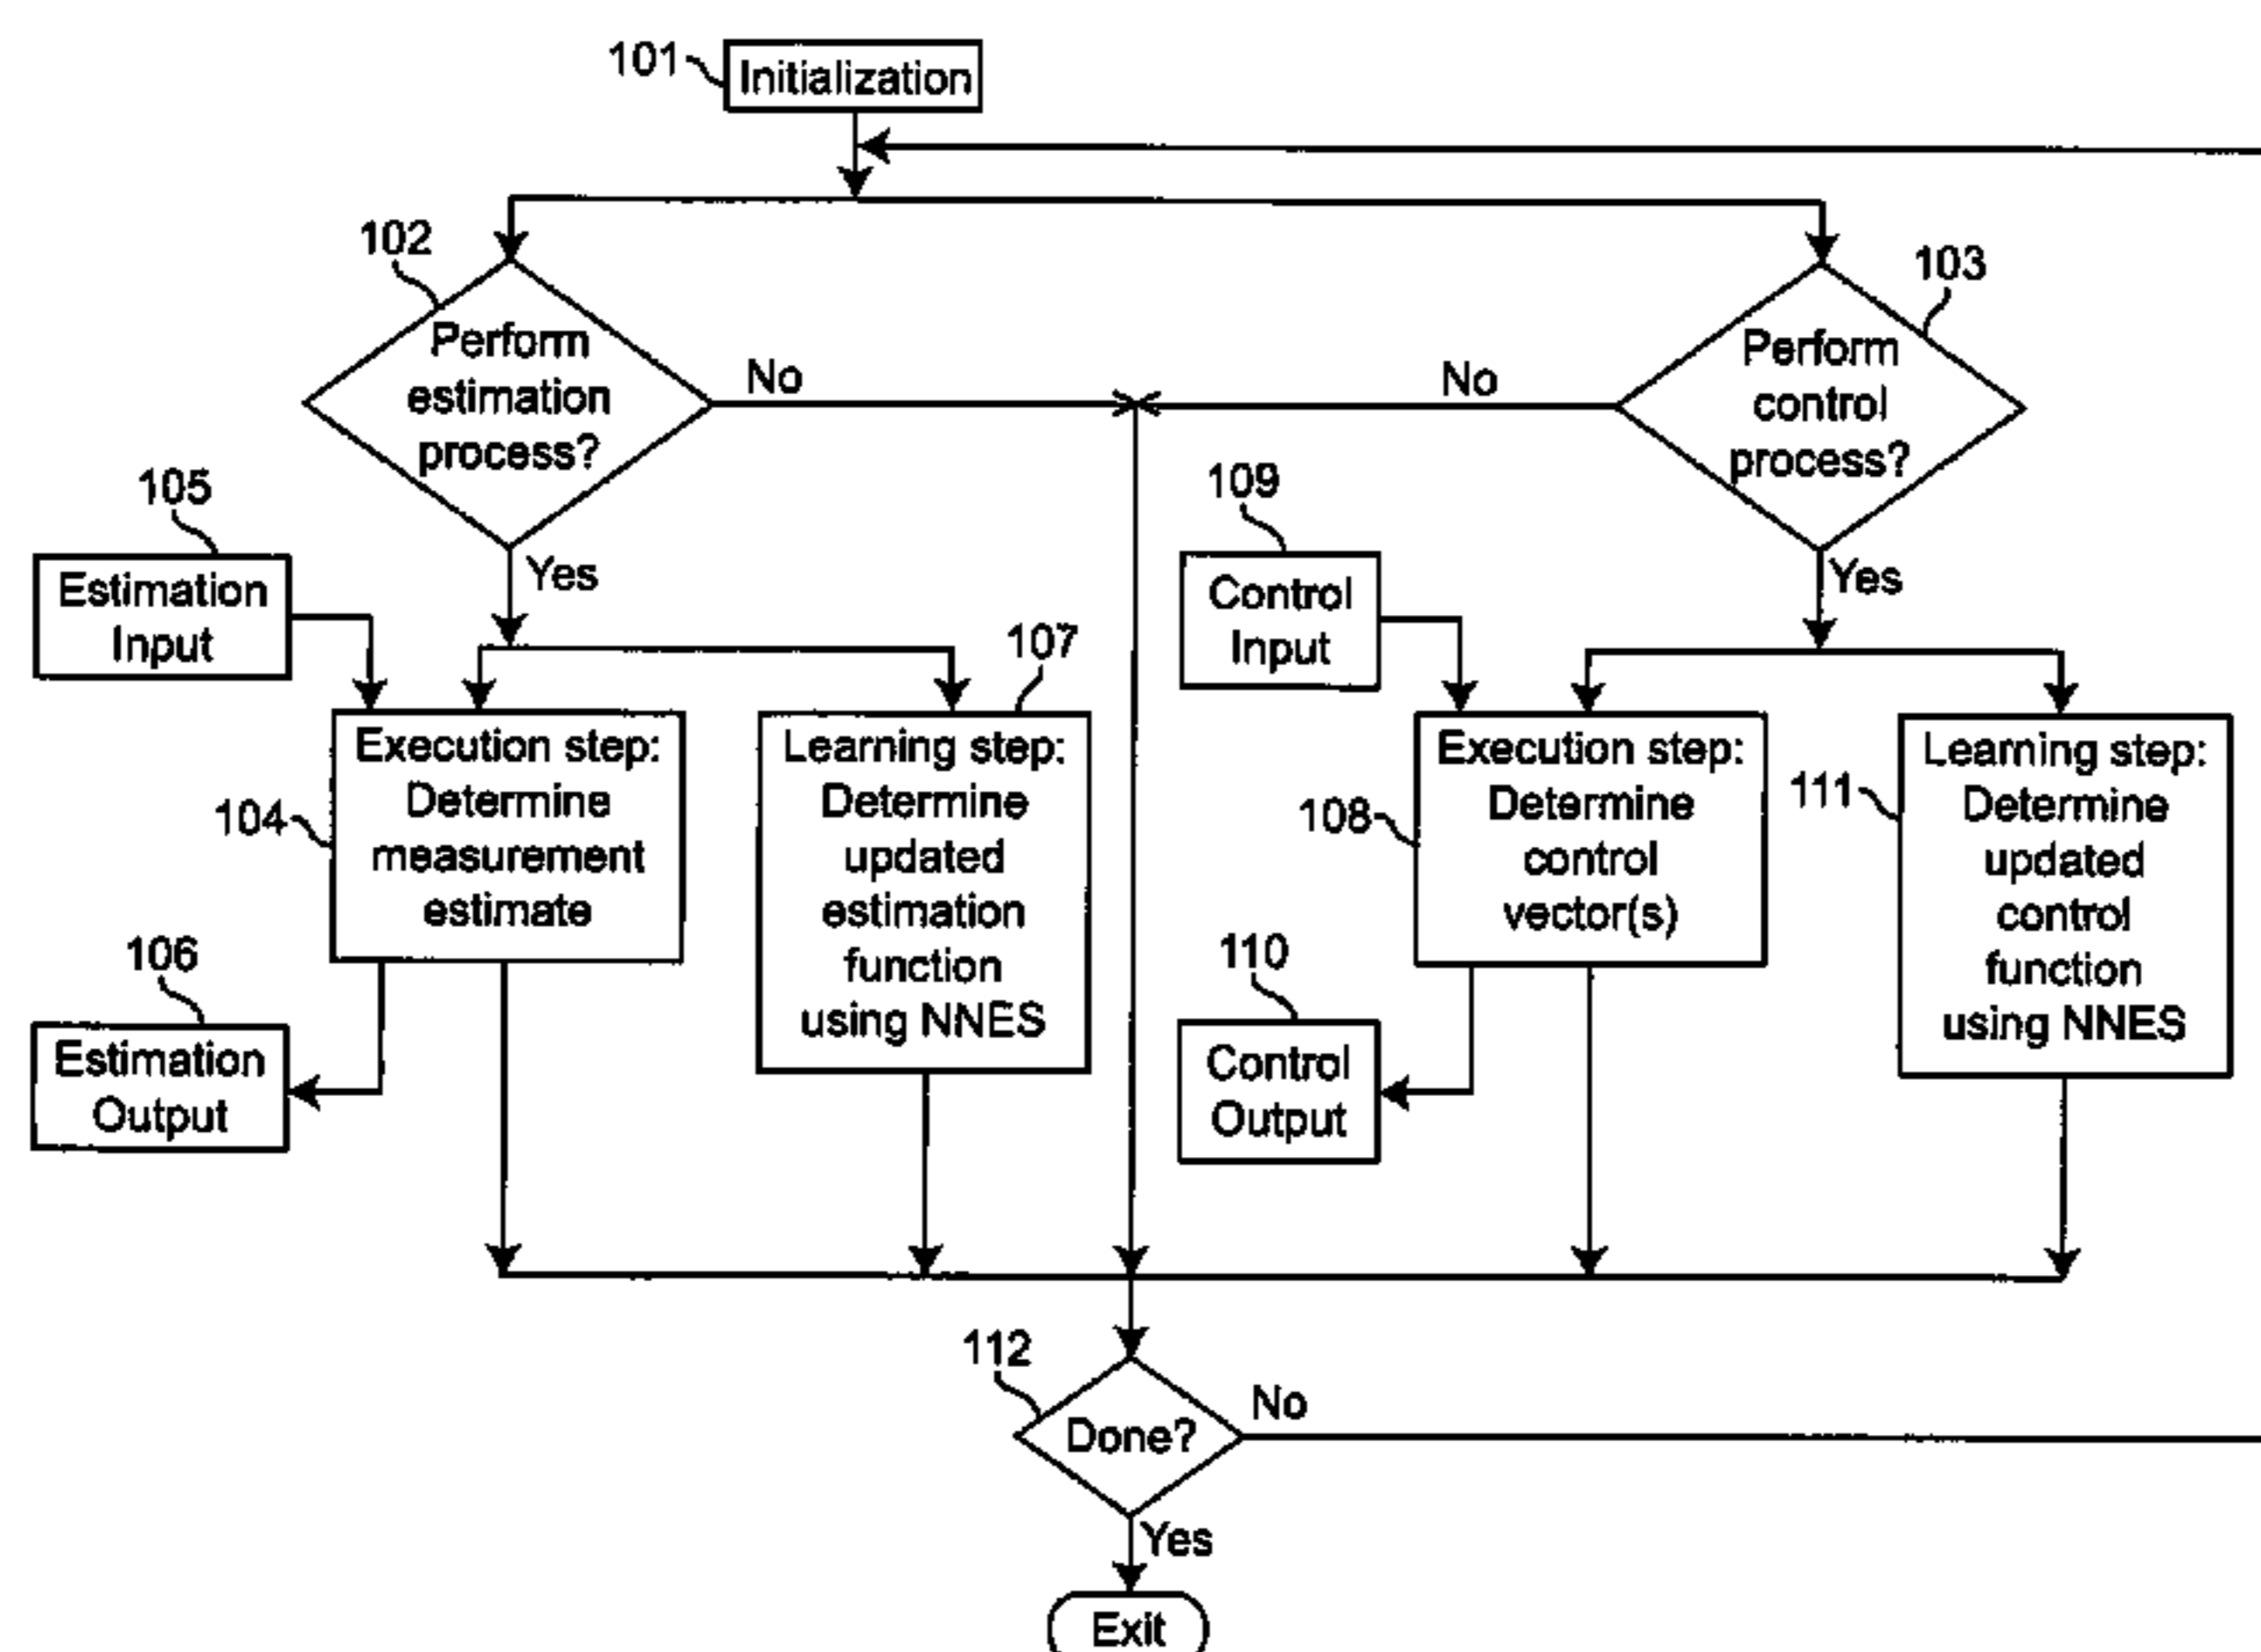 101
Initialization
102
Perform
estimation
process?
No
Yes
103
Perform
control
process?
No
Yes
105
Estimation
Input
104
Execution step:
Determine
measurement
estimate
106
Estimation
Output
107
Learning step:
Determine
updated
estimation
function
using NNES
109
Control
Input
108
Execution step:
Determine
control
vector(s)
110
Control
Output
111
Learning step:
Determine
updated
control
function
using NNES
112
Done?
No
Yes
Exit